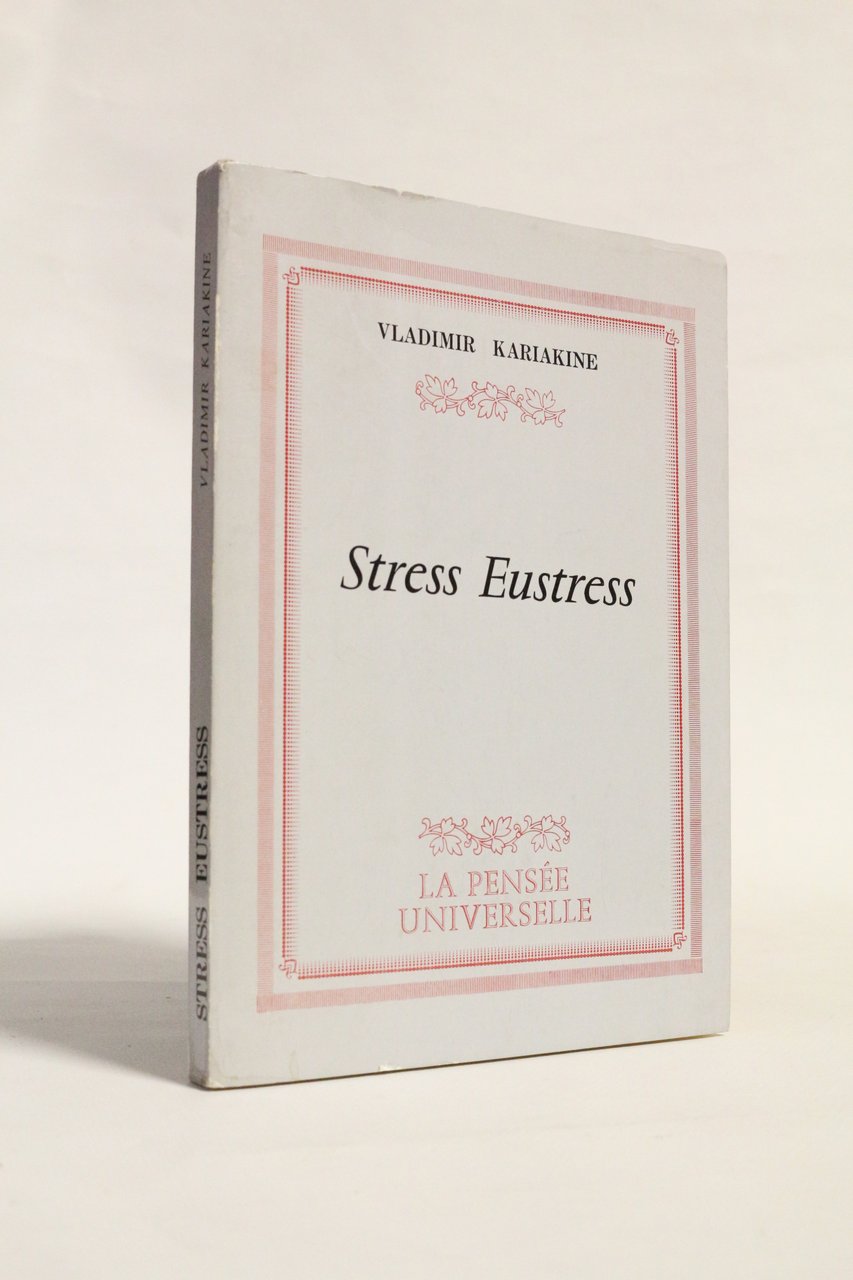 VLADIMIR KARIAKINE
Stress Eustress
LA PENSÉE
UNIVERSELLE
STRESS EUSTRESS
VLADIMIR KARIAKINE